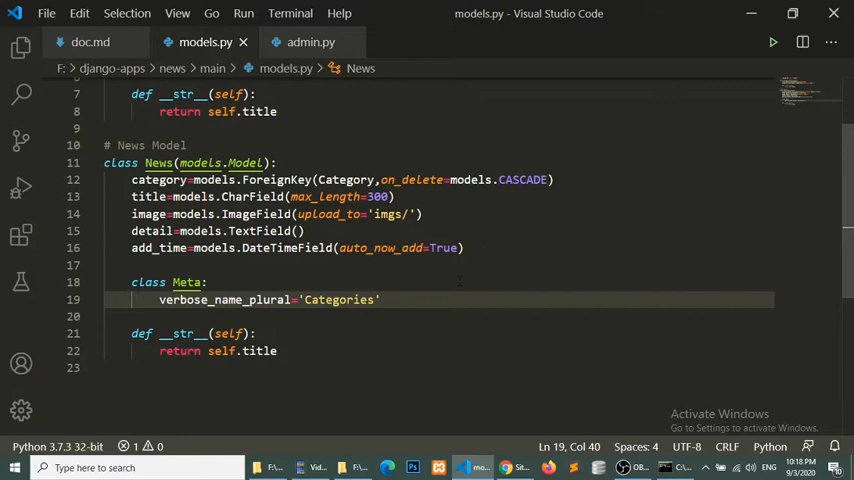 File Edit Selection View Go Run Terminal Help models.py - Visual Studio Code
doc.md models.py admin.py
F: > django-apps > news > main > models.py > News
7 def __str__(self):
8 return self.title
9
10 # News Model
11 class News(models.Model):
12 category=models.ForeignKey(Category,on_delete=models.CASCADE)
13 title=models.CharField(max_length=300)
14 image=models.ImageField(upload_to='imgs/')
15 detail=models.TextField()
16 add_time=models.DateTimeField(auto_now_add=True)
17
18 class Meta:
19 verbose_name_plural='Categories'
20
21 def __str__(self):
22 return self.title
23
Activate Windows
Go to Settings to activate Windows.
Python 3.7.3 32-bit 1 0 Ln 19, Col 40 Spaces: 4 UTF-8 CRLF Python
Type here to search F:\... Vid... F:\... mo... Sit... OB... C:\... ENG 10:18 PM
9/3/2020